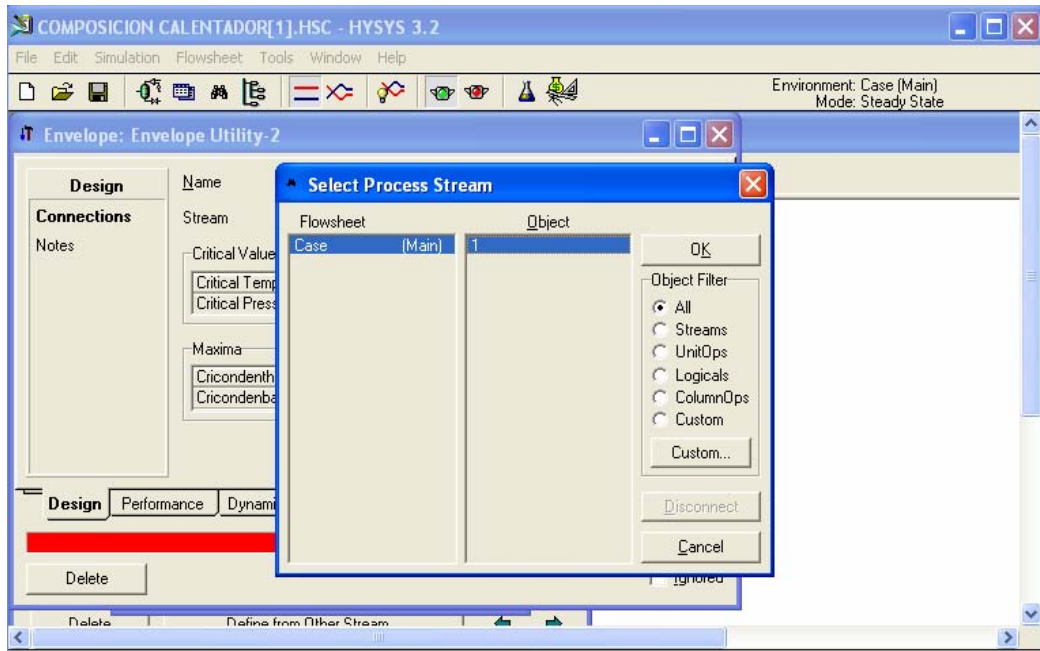 COMPOSICION CALENTADOR[1].HSC - HYSYS 3.2
File Edit Simulation Flowsheet Tools Window Help
Environment: Case (Main)
Mode: Steady State
Envelope: Envelope Utility-2
Design
Connections
Notes
Name
Stream
Critical Value
Critical Temp
Critical Press
Maxima
Cricondenth
Cricondenba
Select Process Stream
Flowsheet
Object
Case (Main)
1
OK
Object Filter
All
Streams
UnitOps
Logicals
ColumnOps
Custom
Custom...
Disconnect
Cancel
Design Performance Dynami
Delete
Ignored
Delete Define from Other Stream